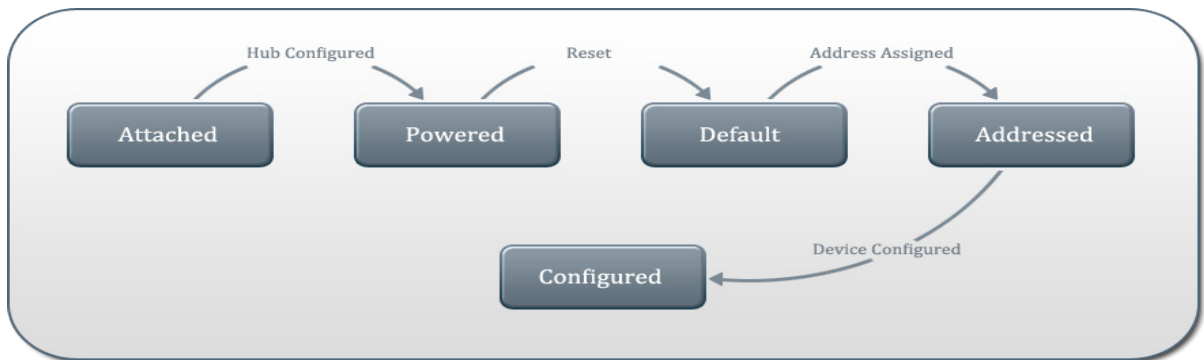 Hub Configured
Reset
Address Assigned
Attached
Powered
Default
Addressed
Device Configured
Configured